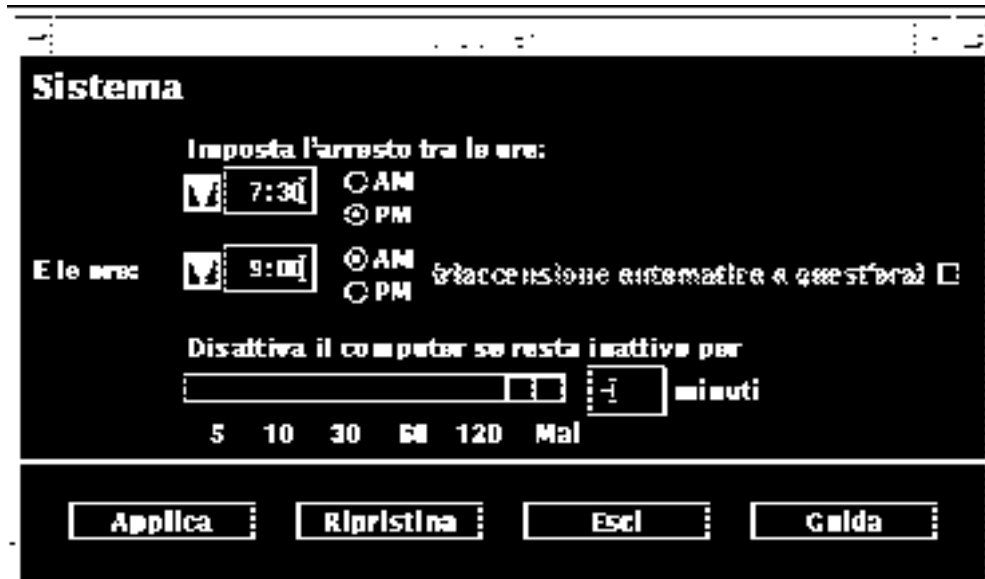 Sistema
Imposta l'arresto tra le ore:
7:30
AM
PM
E le ore:
9:00
AM
PM
(riaccensione automatica a quest'ora)
Disattiva il computer se resta inattivo per
minuti
5 10 30 60 120 Mai
Applica Ripristina Esci Guida